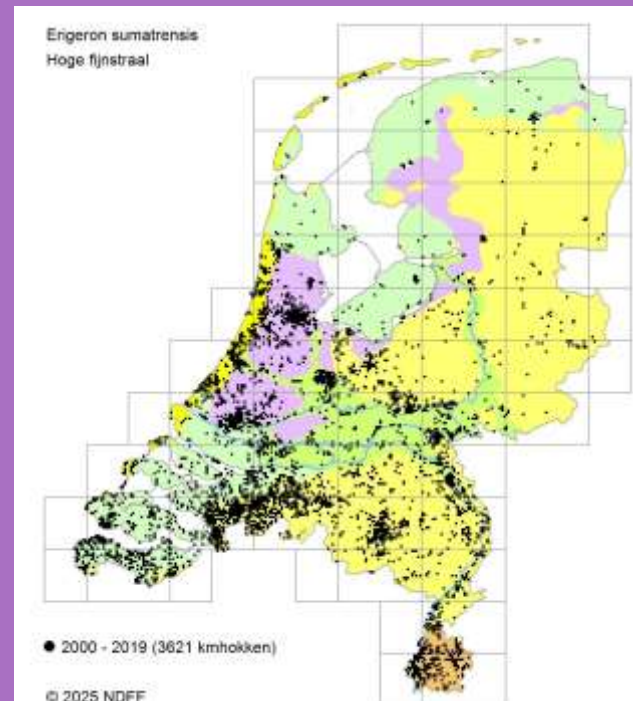 Erigeron sumatrensis
Hoge fijnstraal
● 2000 - 2019 (3621 kmhokken)
© 2025 NDFF